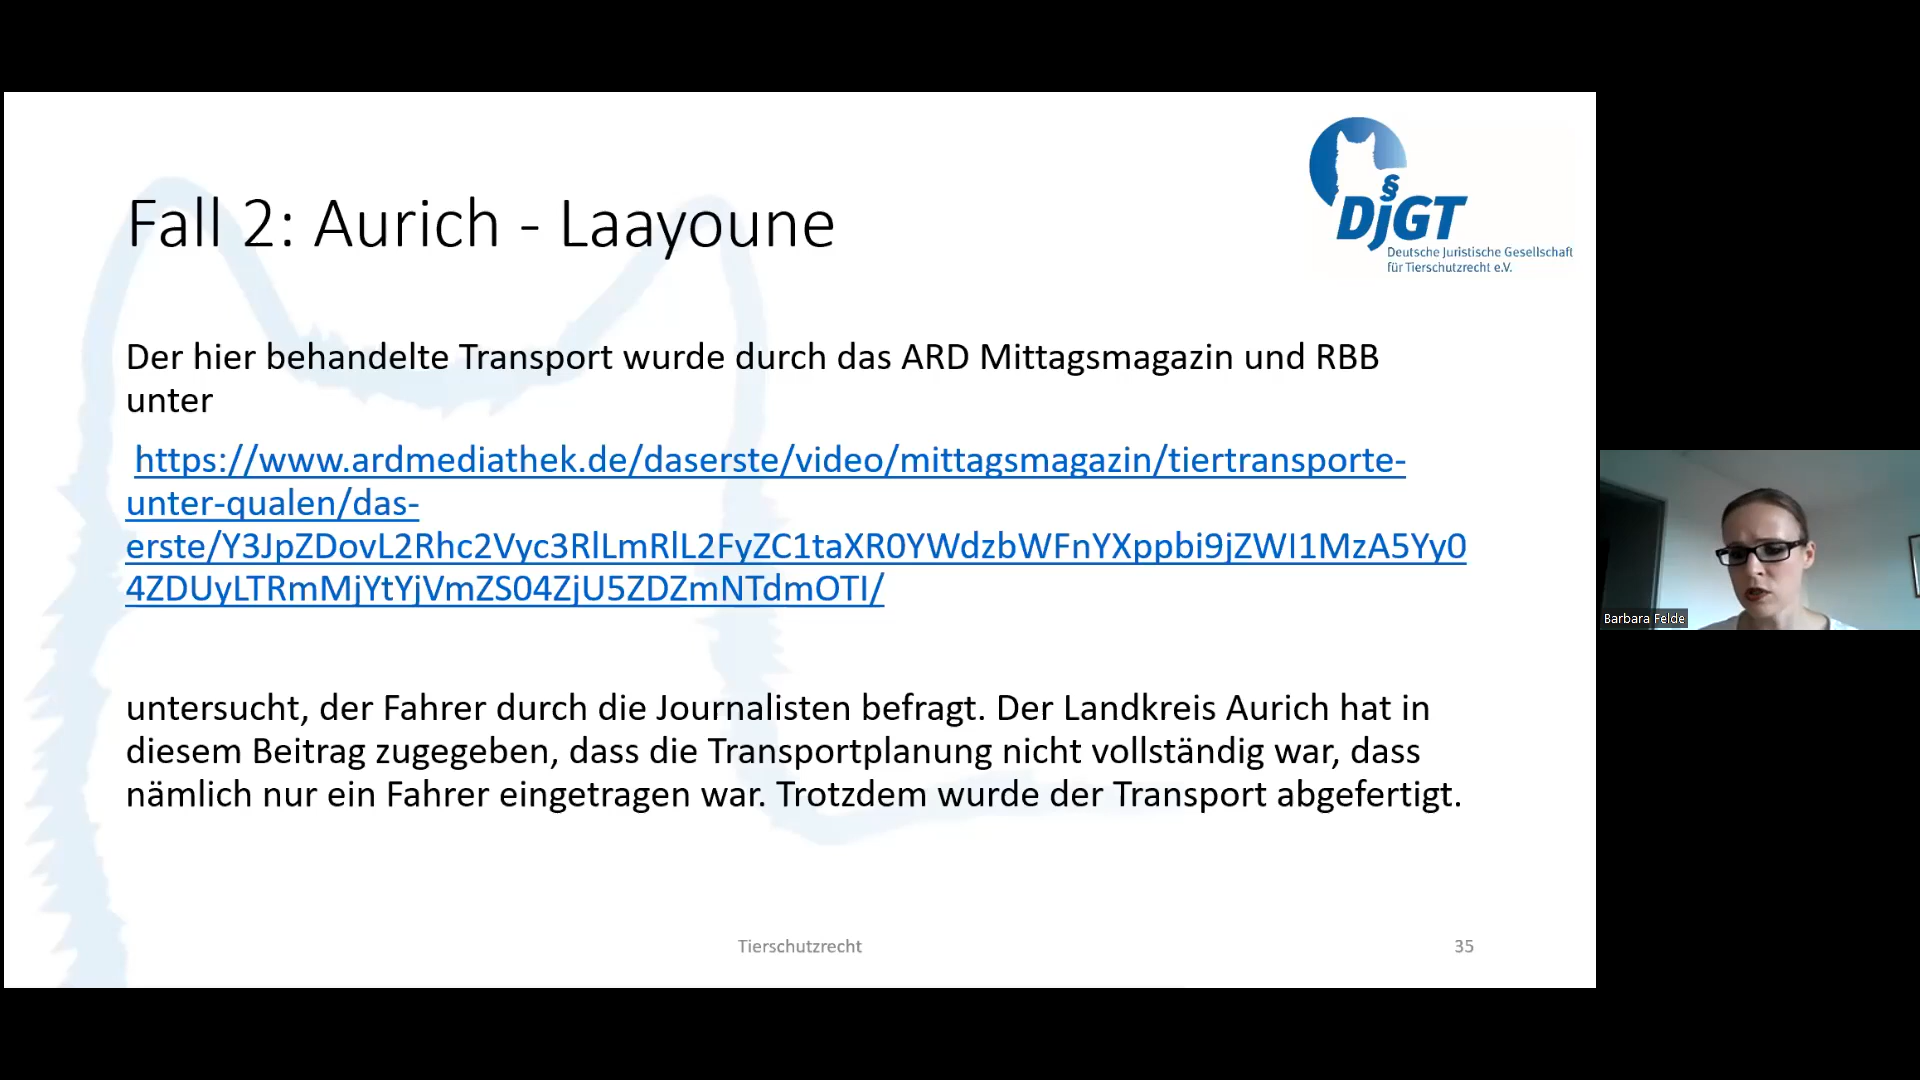 §
DJGT
Deutsche Juristische Gesellschaft
für Tierschutzrecht e.V.
Fall 2: Aurich - Laayoune
Der hier behandelte Transport wurde durch das ARD Mittagsmagazin und RBB
unter
https://www.ardmediathek.de/daserste/video/mittagsmagazin/tiertransporte-
unter-qualen/das-
erste/Y3JpZDovL2Rhc2Vyc3RlLmRlL2FyZC1taXR0YWdzbWFnYXppbi9jZWI1MzA5Yy0
4ZDUyLTRmMjYtYjVmZS04ZjU5ZDZmNTdmOTI/
untersucht, der Fahrer durch die Journalisten befragt. Der Landkreis Aurich hat in
diesem Beitrag zugegeben, dass die Transportplanung nicht vollständig war, dass
nämlich nur ein Fahrer eingetragen war. Trotzdem wurde der Transport abgefertigt.
Barbara Felde
Tierschutzrecht
35